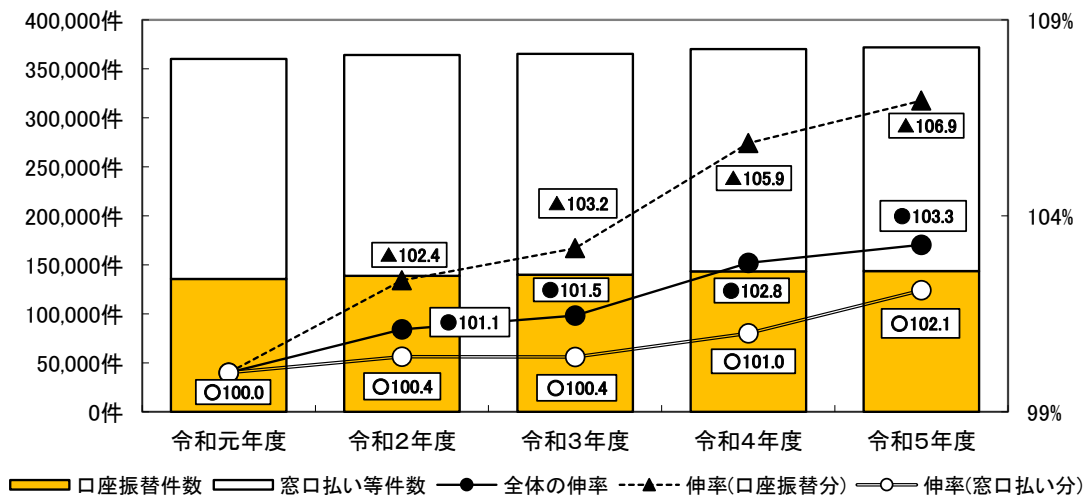 400,000件
350,000件
300,000件
250,000件
200,000件
150,000件
100,000件
50,000件
0件
109%
104%
99%
▲102.4
▲103.2
▲105.9
▲106.9
●101.1
●101.5
●102.8
●103.3
○100.0
○100.4
○100.4
○101.0
○102.1
令和元年度 令和2年度 令和3年度 令和4年度 令和5年度
口座振替件数 窓口払い等件数 全体の伸率 伸率(口座振替分) 伸率(窓口払い分)